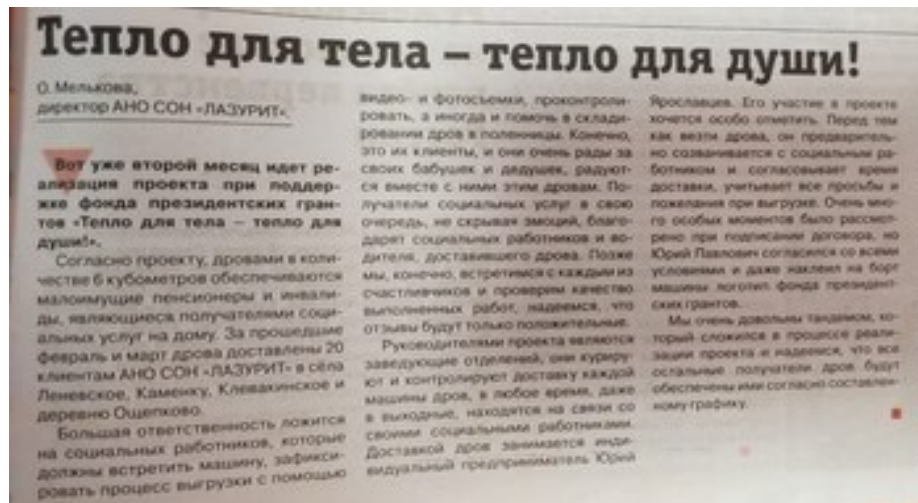 Тепло для тела – тепло для души!
О. Мелькова,
директор АНО СОН «ЛАЗУРИТ».
Вот уже второй месяц идет ре-
ализация проекта при поддер-
жке фонда президентских гран-
тов «Тепло для тела – тепло для
души!».
Согласно проекту, дровами в коли-
честве 6 кубометров обеспечиваются
малоимущие пенсионеры и инвали-
ды, являющиеся получателями соци-
альных услуг на дому. За прошедшие
февраль и март дрова доставлены 20
клиентам АНО СОН «ЛАЗУРИТ» в сёла
Леневское, Каменку, Клевакинское и
деревню Ощепково.
Большая ответственность ложится
на социальных работников, которые
должны встретить машину, зафикси-
ровать процесс выгрузки с помощью
видео- и фотосъемки, проконтроли-
ровать, а иногда и помочь в склади-
ровании дров в поленницы. Конечно,
это их клиенты, и они очень рады за
своих бабушек и дедушек, радуют-
ся вместе с ними этим дровам. По-
лучатели социальных услуг в свою
очередь, не скрывая эмоций, благо-
дарят социальных работников и во-
дителя, доставившего дрова. Позже
мы, конечно, встретимся с каждым из
счастливчиков и проверим качество
выполненных работ, надеемся, что
отзывы будут только положительные.
Руководителями проекта являются
заведующие отделений, они курируют
ют и контролируют доставку каждой
машины дров, в любое время, даже
в выходные, находятся на связи со
своими социальными работниками.
Доставкой дров занимается инди-
видуальный предприниматель Юрий
Ярославцев. Его участие в проекте
хочется особо отметить. Перед тем
как везти дрова, он предваритель-
но созванивается с социальным ра-
ботником и согласовывает время
доставки, учитывает все просьбы и
пожелания при выгрузке. Очень мно-
го особых моментов было рассмот-
рено при подписании договора, но
Юрий Павлович согласился со всеми
условиями и даже наклеил на борт
машины логотип фонда президент-
ских грантов.
Мы очень довольны тандемом, ко-
торый сложился в процессе реали-
зации проекта и надеемся, что все
остальные получатели дров будут
обеспечены ими согласно составлен-
ному графику.